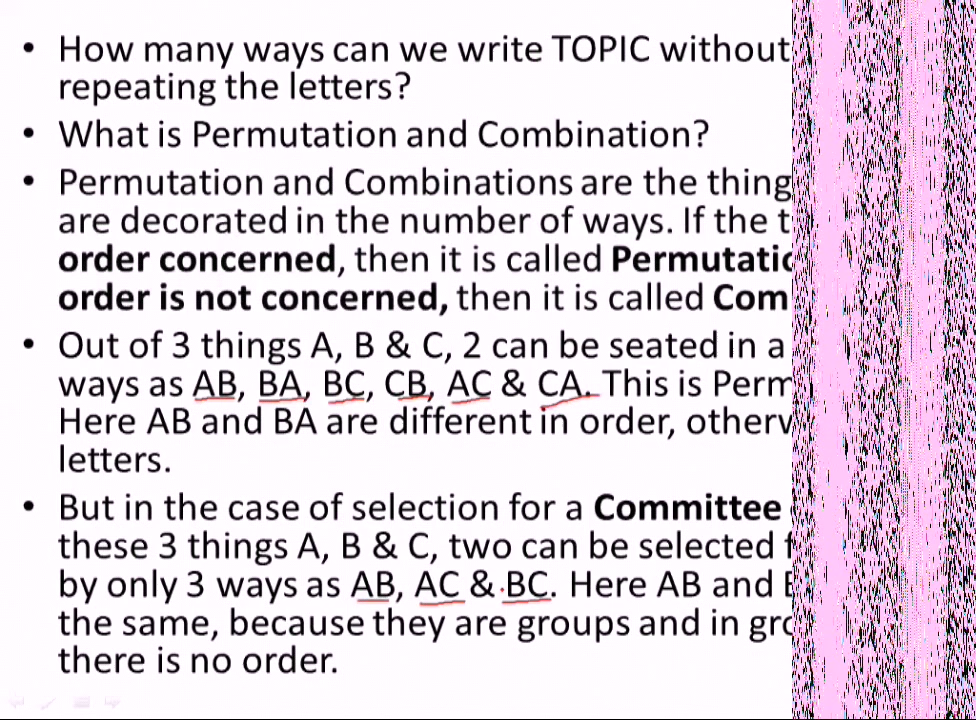 • How many ways can we write TOPIC without
repeating the letters?
• What is Permutation and Combination?
• Permutation and Combinations are the thing
are decorated in the number of ways. If the t
order concerned, then it is called Permutatio
order is not concerned, then it is called Com
• Out of 3 things A, B & C, 2 can be seated in a
ways as AB, BA, BC, CB, AC & CA. This is Perm
Here AB and BA are different in order, otherw
letters.
• But in the case of selection for a Committee
these 3 things A, B & C, two can be selected
by only 3 ways as AB, AC & BC. Here AB and
the same, because they are groups and in gro
there is no order.